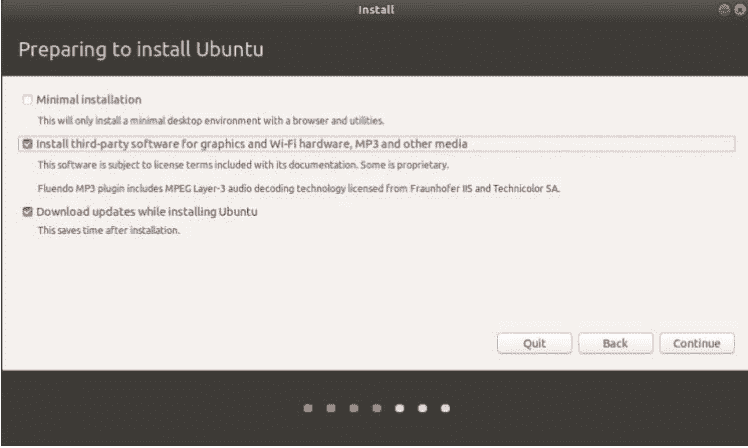 Install
Preparing to install Ubuntu
Minimal installation
This will only install a minimal desktop environment with a browser and utilities.
Install third-party software for graphics and Wi-Fi hardware, MP3 and other media
This software is subject to license terms included with its documentation. Some is proprietary.
Fluendo MP3 plugin includes MPEG Layer-3 audio decoding technology licensed from Fraunhofer IIS and Technicolor SA.
Download updates while installing Ubuntu
This saves time after installation.
Quit Back Continue